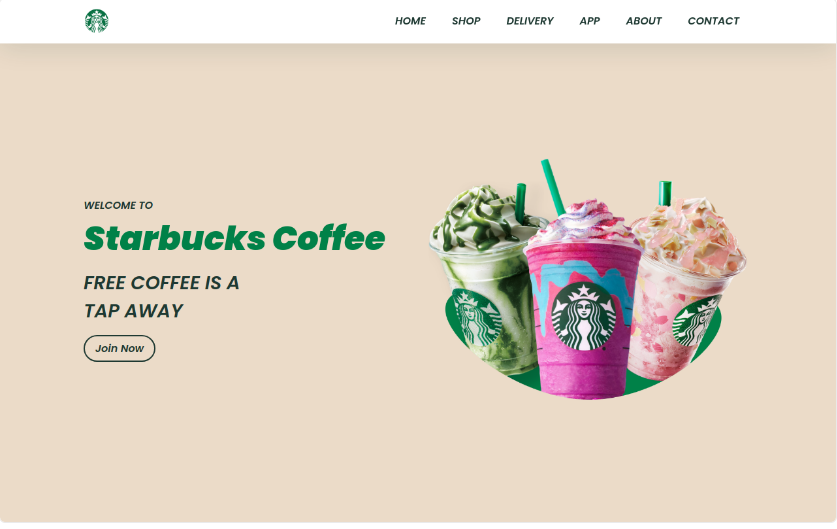 HOME SHOP DELIVERY APP ABOUT CONTACT
WELCOME TO
Starbucks Coffee
FREE COFFEE IS A
TAP AWAY
Join Now